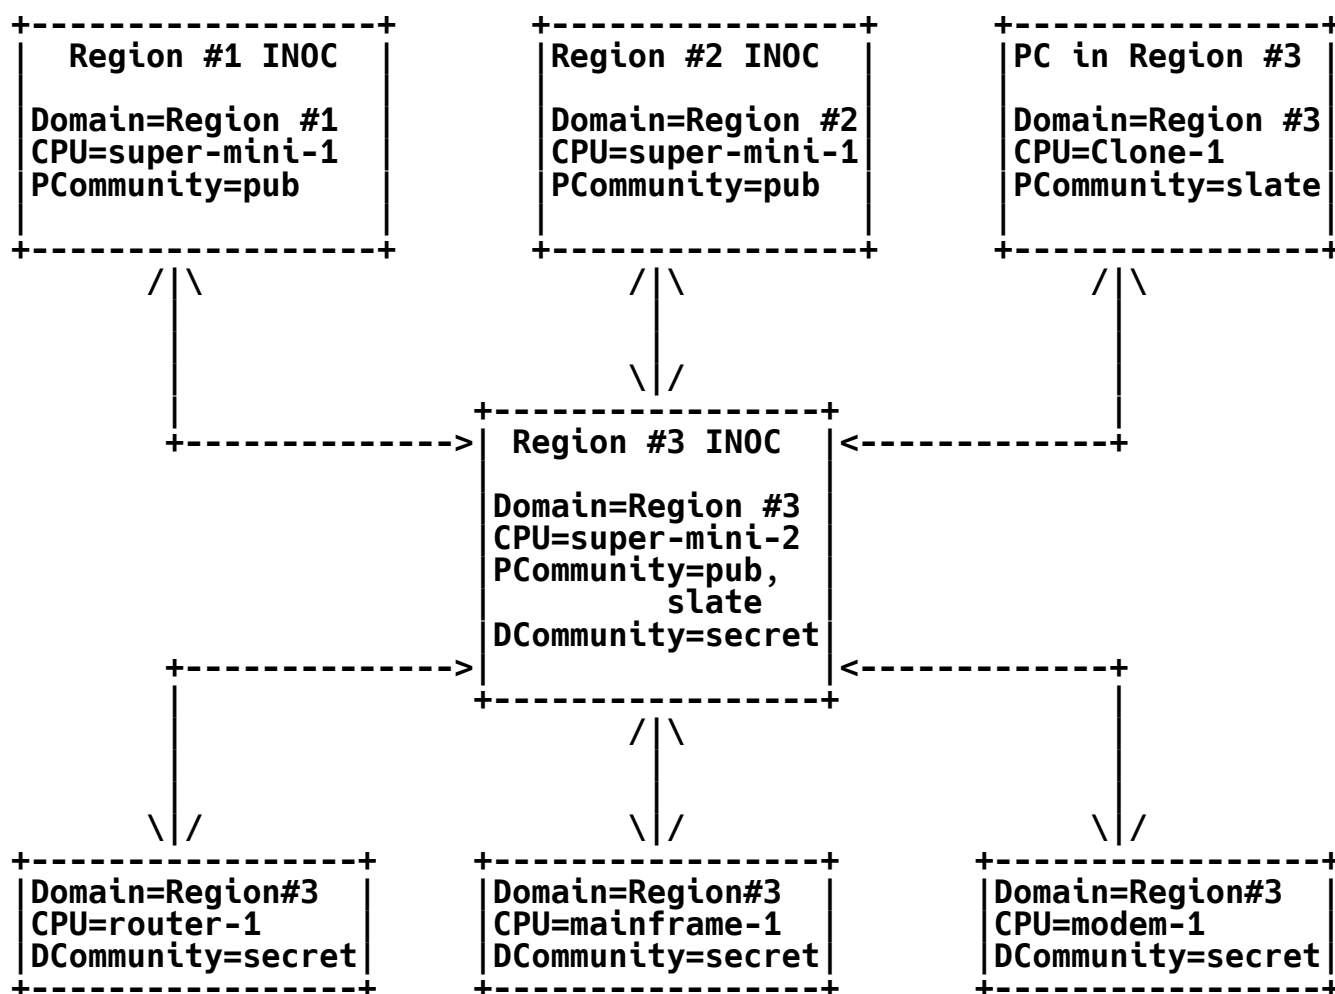 Region #1 INOC
Domain=Region #1
CPU=super-mini-1
PCommunity=pub
Region #2 INOC
Domain=Region #2
CPU=super-mini-1
PCommunity=pub
PC in Region #3
Domain=Region #3
CPU=Clone-1
PCommunity=slate
Region #3 INOC
Domain=Region #3
CPU=super-mini-2
PCommunity=pub,
slate
DCommunity=secret
Domain=Region#3
CPU=router-1
DCommunity=secret
Domain=Region#3
CPU=mainframe-1
DCommunity=secret
Domain=Region#3
CPU=modem-1
DCommunity=secret